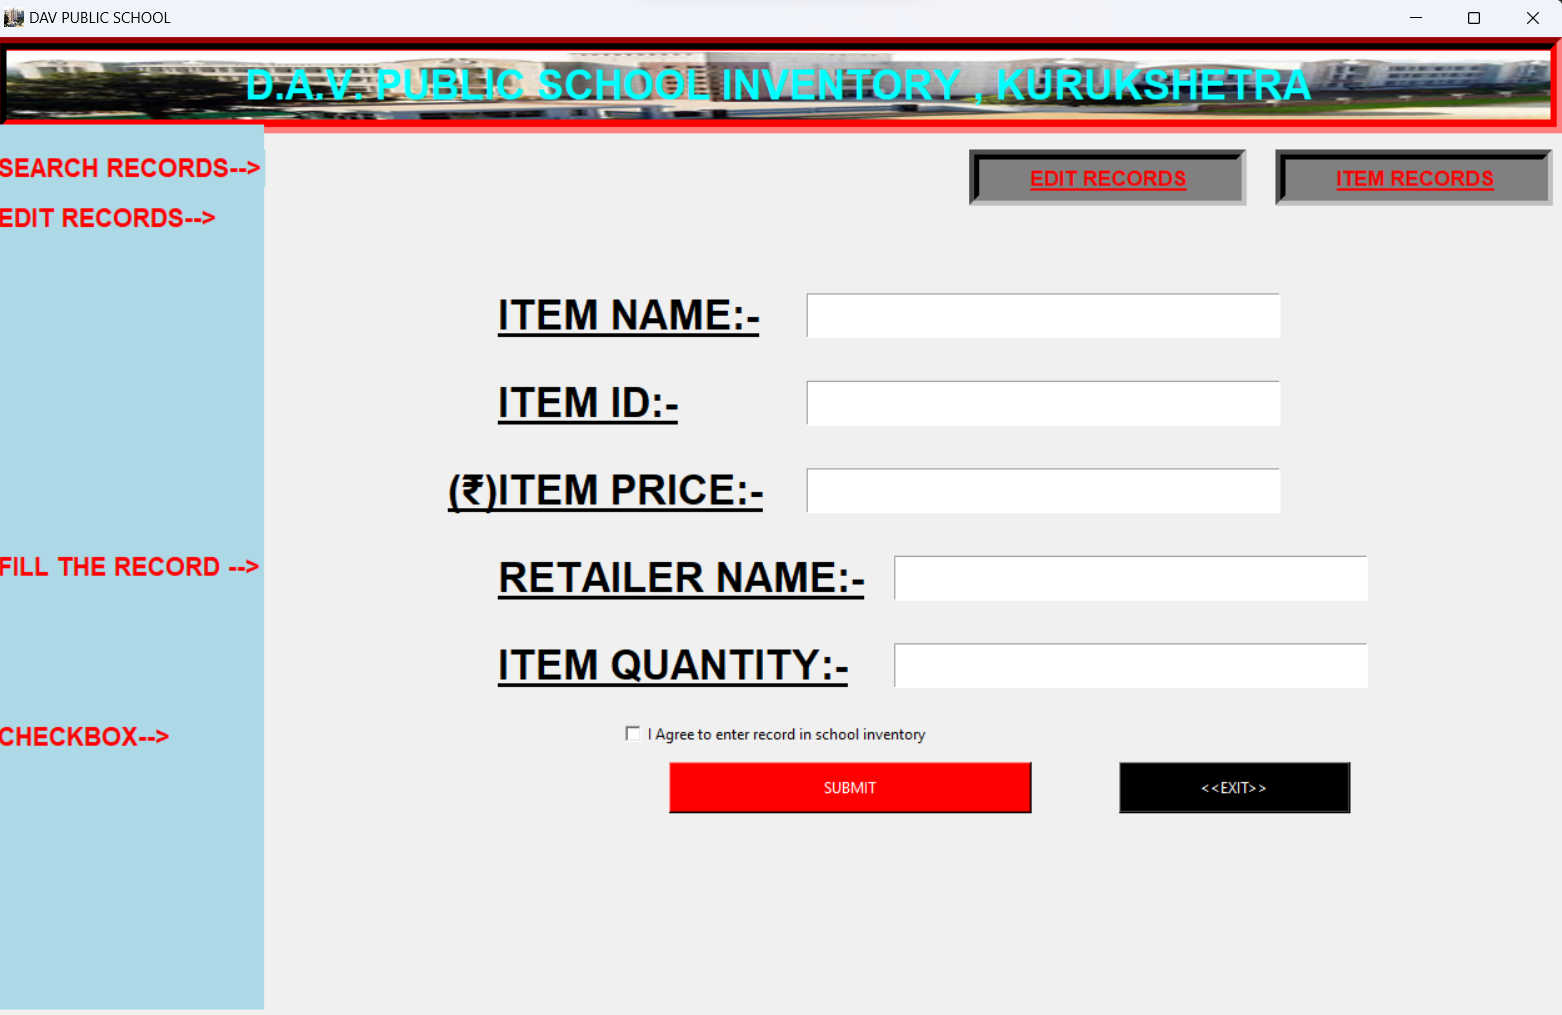 DAV PUBLIC SCHOOL
D.A.V. PUBLIC SCHOOL INVENTORY , KURUKSHETRA
SEARCH RECORDS-->
EDIT RECORDS
ITEM RECORDS
EDIT RECORDS-->
ITEM NAME:-
ITEM ID:-
(₹)ITEM PRICE:-
FILL THE RECORD -->
RETAILER NAME:-
ITEM QUANTITY:-
CHECKBOX-->
I Agree to enter record in school inventory
SUBMIT
<<EXIT>>